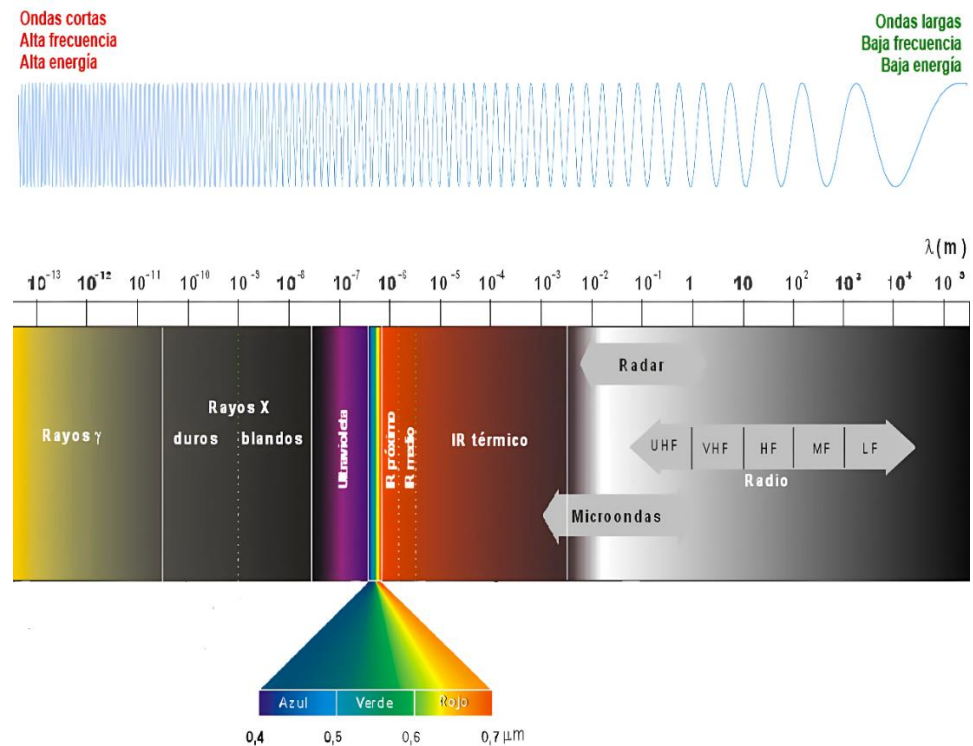 Ondas cortas
Alta frecuencia
Alta energía
Ondas largas
Baja frecuencia
Baja energía
λ(m)
10⁻¹³ 10⁻¹² 10⁻¹¹ 10⁻¹⁰ 10⁻⁹ 10⁻⁸ 10⁻⁷ 10⁻⁶ 10⁻⁵ 10⁻⁴ 10⁻³ 10⁻² 10⁻¹ 1 10 10² 10³ 10⁴ 10⁵
Rayos γ
Rayos X
duros blandos
Ultravioleta
IR próximo
IR medio
IR térmico
Radar
UHF VHF HF MF LF
Radio
Microondas
Azul Verde Rojo
0,4 0,5 0,6 0,7 μm